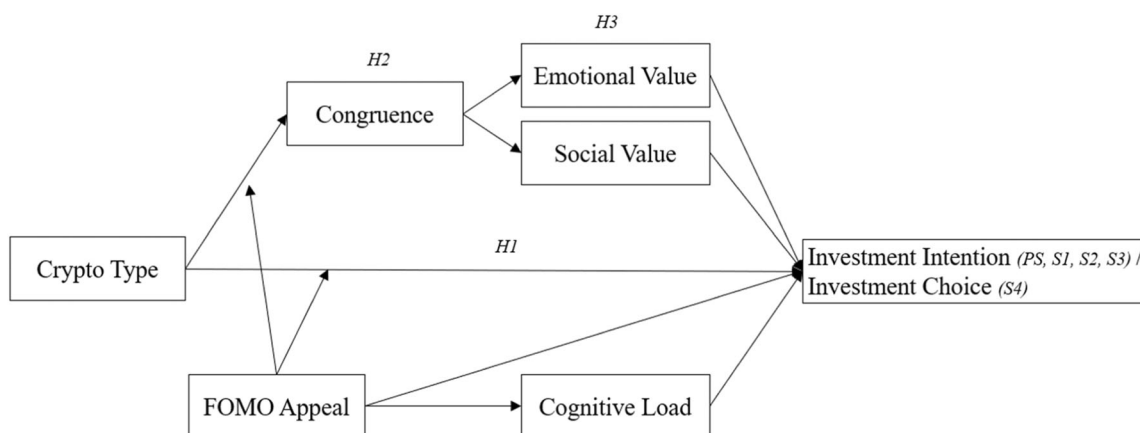 H3
H2
Emotional Value
Congruence
Social Value
H1
Crypto Type
Investment Intention (PS, S1, S2, S3) /
Investment Choice (S4)
FOMO Appeal
Cognitive Load